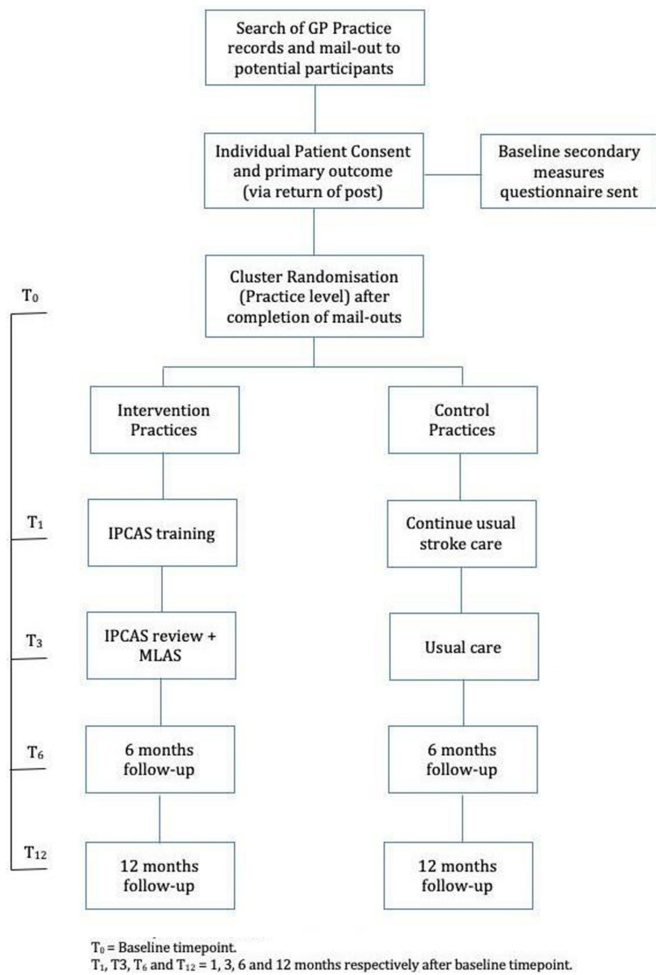 Search of GP Practice
records and mail-out to
potential participants
Individual Patient Consent
and primary outcome
(via return of post)
Baseline secondary
measures
questionnaire sent
Cluster Randomisation
(Practice level) after
completion of mail-outs
T₀
Intervention
Practices
Control
Practices
T₁
IPCAS training
Continue usual
stroke care
T₃
IPCAS review +
MLAS
Usual care
T₆
6 months
follow-up
6 months
follow-up
T₁₂
12 months
follow-up
12 months
follow-up
T₀ = Baseline timepoint.
T₁, T3, T₆ and T₁₂ = 1, 3, 6 and 12 months respectively after baseline timepoint.